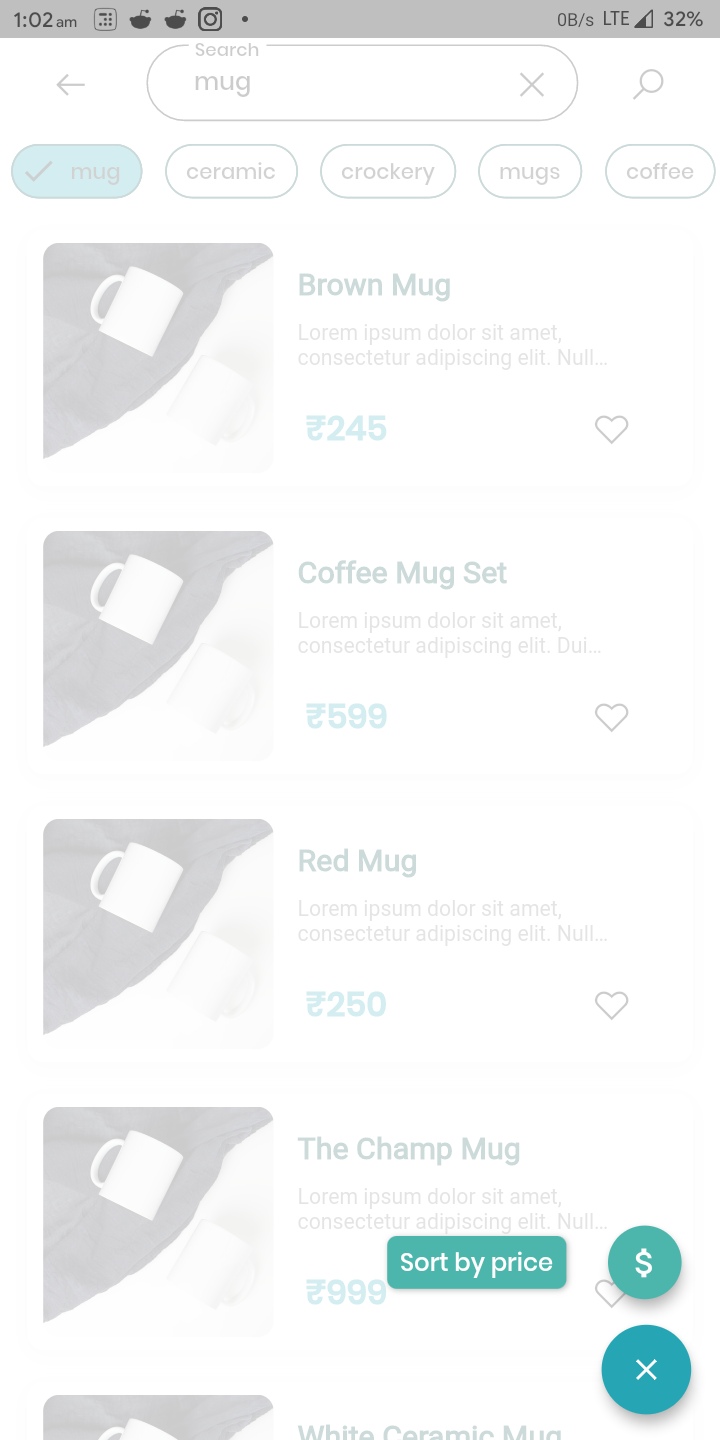 1:02 am
0B/s LTE 32%
Search
mug
mug ceramic crockery mugs coffee
Brown Mug
Lorem ipsum dolor sit amet,
consectetur adipiscing elit. Null...
₹245
Coffee Mug Set
Lorem ipsum dolor sit amet,
consectetur adipiscing elit. Dui...
₹599
Red Mug
Lorem ipsum dolor sit amet,
consectetur adipiscing elit. Null...
₹250
The Champ Mug
Lorem ipsum dolor sit amet,
consectetur adipiscing elit. Null...
Sort by price $
₹999
White Ceramic Mug